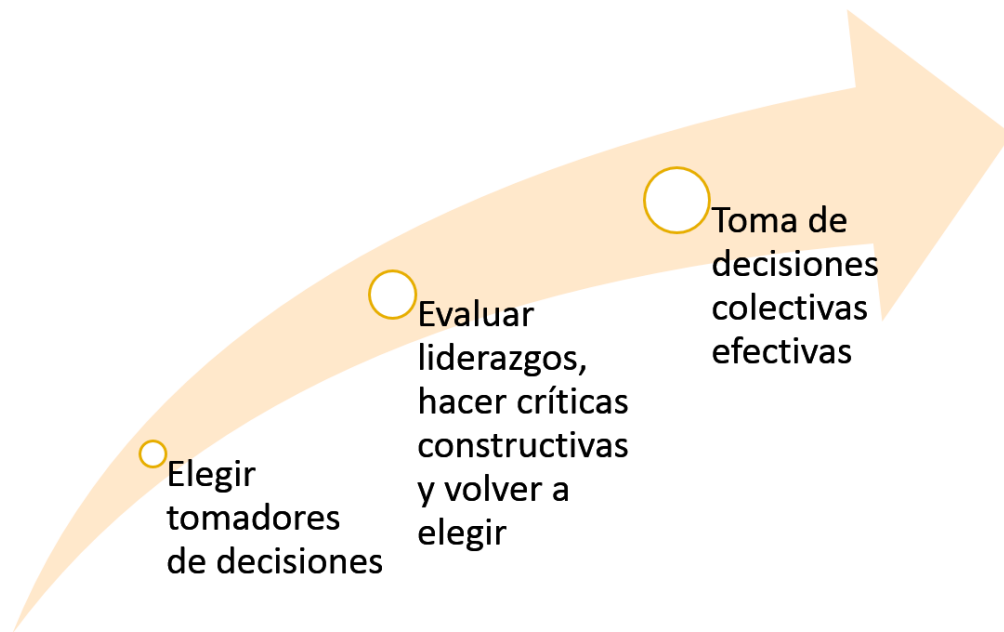 Elegir
tomadores
de decisiones
Evaluar
liderazgos,
hacer críticas
constructivas
y volver a
elegir
Toma de
decisiones
colectivas
efectivas